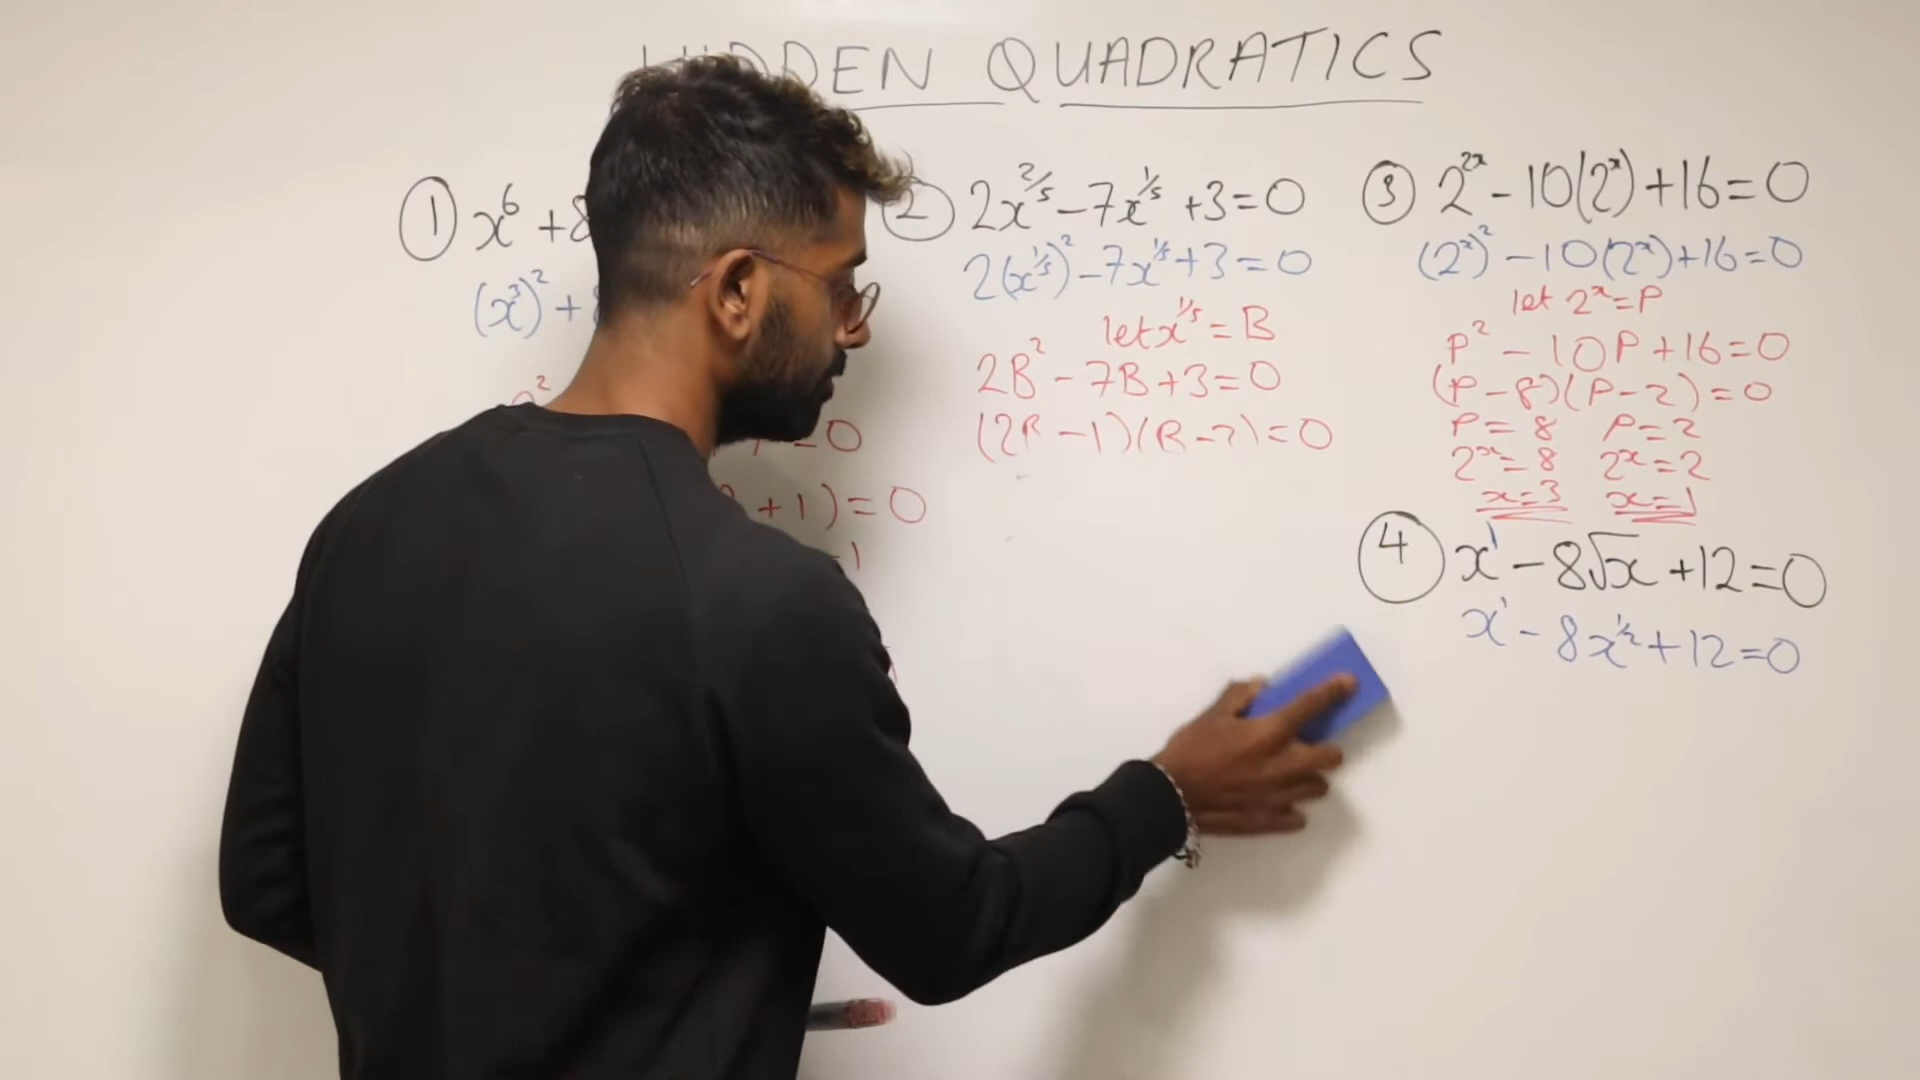 HIDDEN QUADRATICS
① x⁶ + 8
(x³)² + 
= 0
+ 1) = 0
② 2x^(2/5) - 7x^(1/5) + 3 = 0
2(x^(1/5))² - 7x^(1/5) + 3 = 0
let x^(1/5) = B
2B² - 7B + 3 = 0
(2B - 1)(B - 3) = 0
③ 2^(2x) - 10(2^x) + 16 = 0
(2^x)² - 10(2^x) + 16 = 0
let 2^x = P
P² - 10P + 16 = 0
(P - 8)(P - 2) = 0
P = 8 P = 2
2^x = 8 2^x = 2
x = 3 x = 1
④ x¹ - 8√x + 12 = 0
x¹ - 8x^(1/2) + 12 = 0